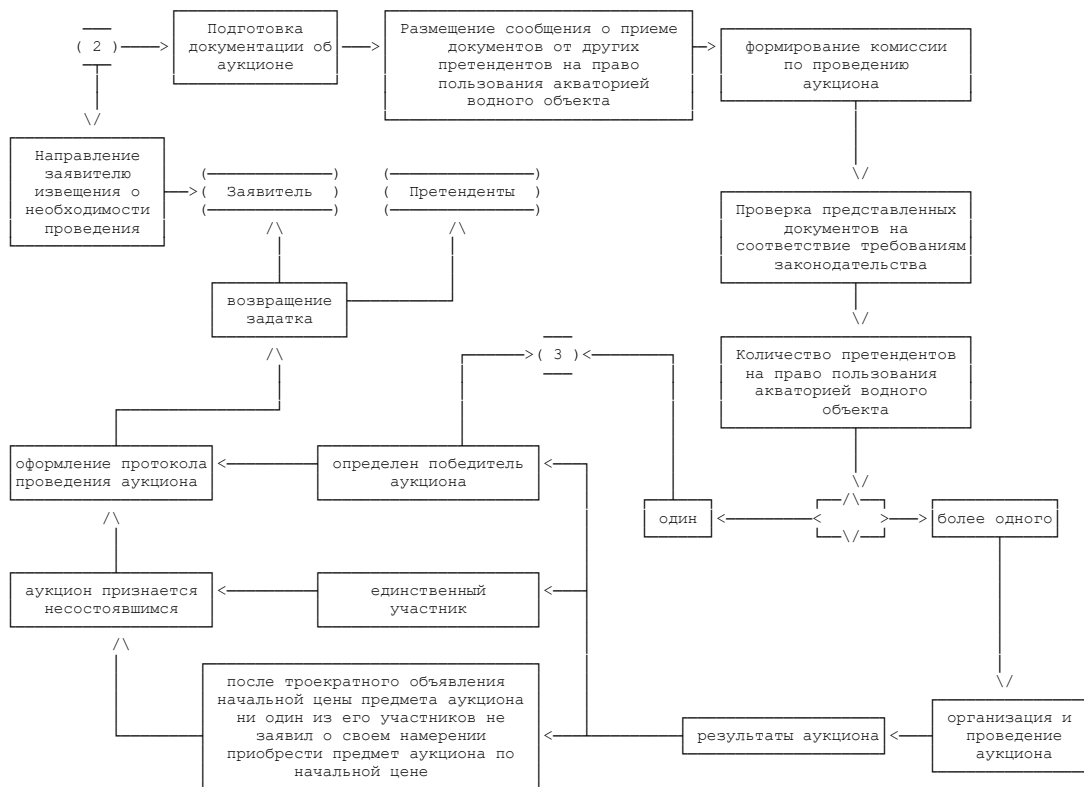 ( 2 )
Подготовка
документации об
аукционе
Размещение сообщения о приеме
документов от других
претендентов на право
пользования акваторией
водного объекта
формирование комиссии
по проведению
аукциона
Направление
заявителю
извещения о
необходимости
проведения
( Заявитель )
( Претенденты )
Проверка представленных
документов на
соответствие требованиям
законодательства
возвращение
задатка
( 3 )
Количество претендентов
на право пользования
акваторией водного
объекта
оформление протокола
проведения аукциона
определен победитель
аукциона
один
более одного
аукцион признается
несостоявшимся
единственный
участник
после троекратного объявления
начальной цены предмета аукциона
ни один из его участников не
заявил о своем намерении
приобрести предмет аукциона по
начальной цене
результаты аукциона
организация и
проведение
аукциона